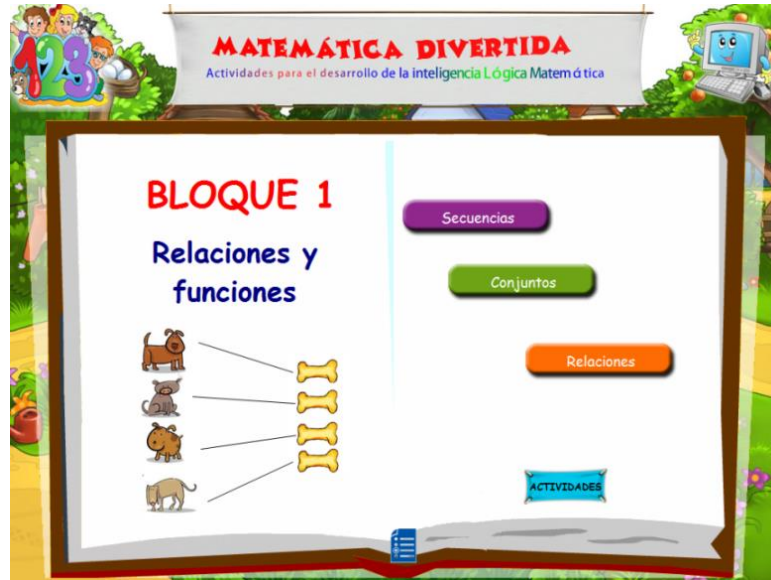 123
MATEMÁTICA DIVERTIDA
Actividades para el desarrollo de la inteligencia Lógica Matemática
BLOQUE 1
Relaciones y
funciones
Secuencias
Conjuntos
Relaciones
ACTIVIDADES